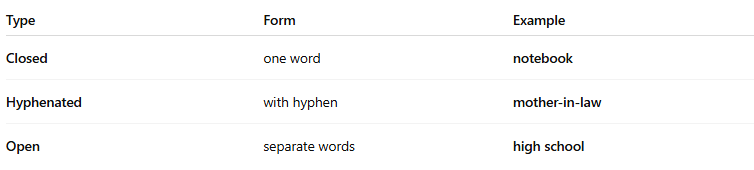 Type Form Example
Closed one word notebook
Hyphenated with hyphen mother-in-law
Open separate words high school